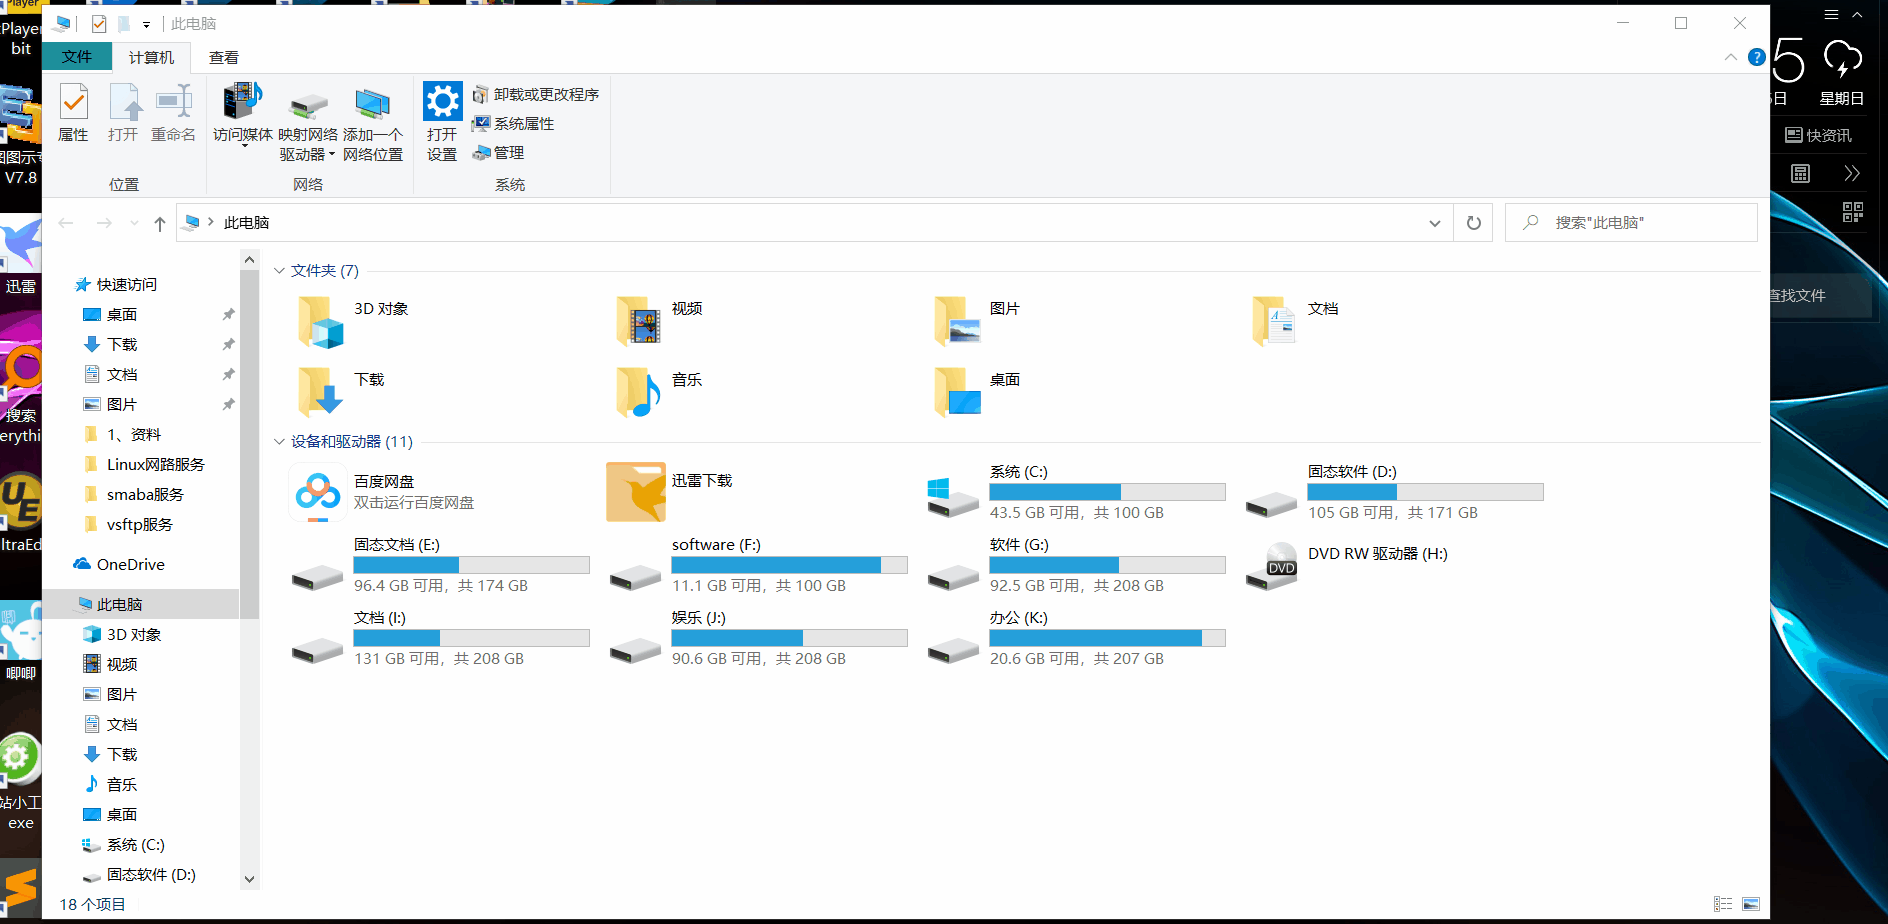 Player
bit
V7.8
迅雷
搜索
唧唧
exe
此电脑
文件
计算机
查看
属性
打开
重命名
位置
访问媒体
映射网络
驱动器
添加一个
网络位置
网络
打开
设置
卸载或更改程序
系统属性
管理
系统
此电脑
搜索"此电脑"
快速访问
桌面
下载
文档
图片
1、资料
Linux网路服务
smaba服务
vsftp服务
OneDrive
此电脑
3D 对象
视频
图片
文档
下载
音乐
桌面
系统 (C:)
固态软件 (D:)
18 个项目
文件夹 (7)
3D 对象
视频
图片
文档
下载
音乐
桌面
设备和驱动器 (11)
百度网盘
双击运行百度网盘
迅雷下载
系统 (C:)
43.5 GB 可用，共 100 GB
固态软件 (D:)
105 GB 可用，共 171 GB
固态文档 (E:)
96.4 GB 可用，共 174 GB
software (F:)
11.1 GB 可用，共 100 GB
软件 (G:)
92.5 GB 可用，共 208 GB
DVD
DVD RW 驱动器 (H:)
文档 (I:)
131 GB 可用，共 208 GB
娱乐 (J:)
90.6 GB 可用，共 208 GB
办公 (K:)
20.6 GB 可用，共 207 GB
5
日
星期日
快资讯
查找文件